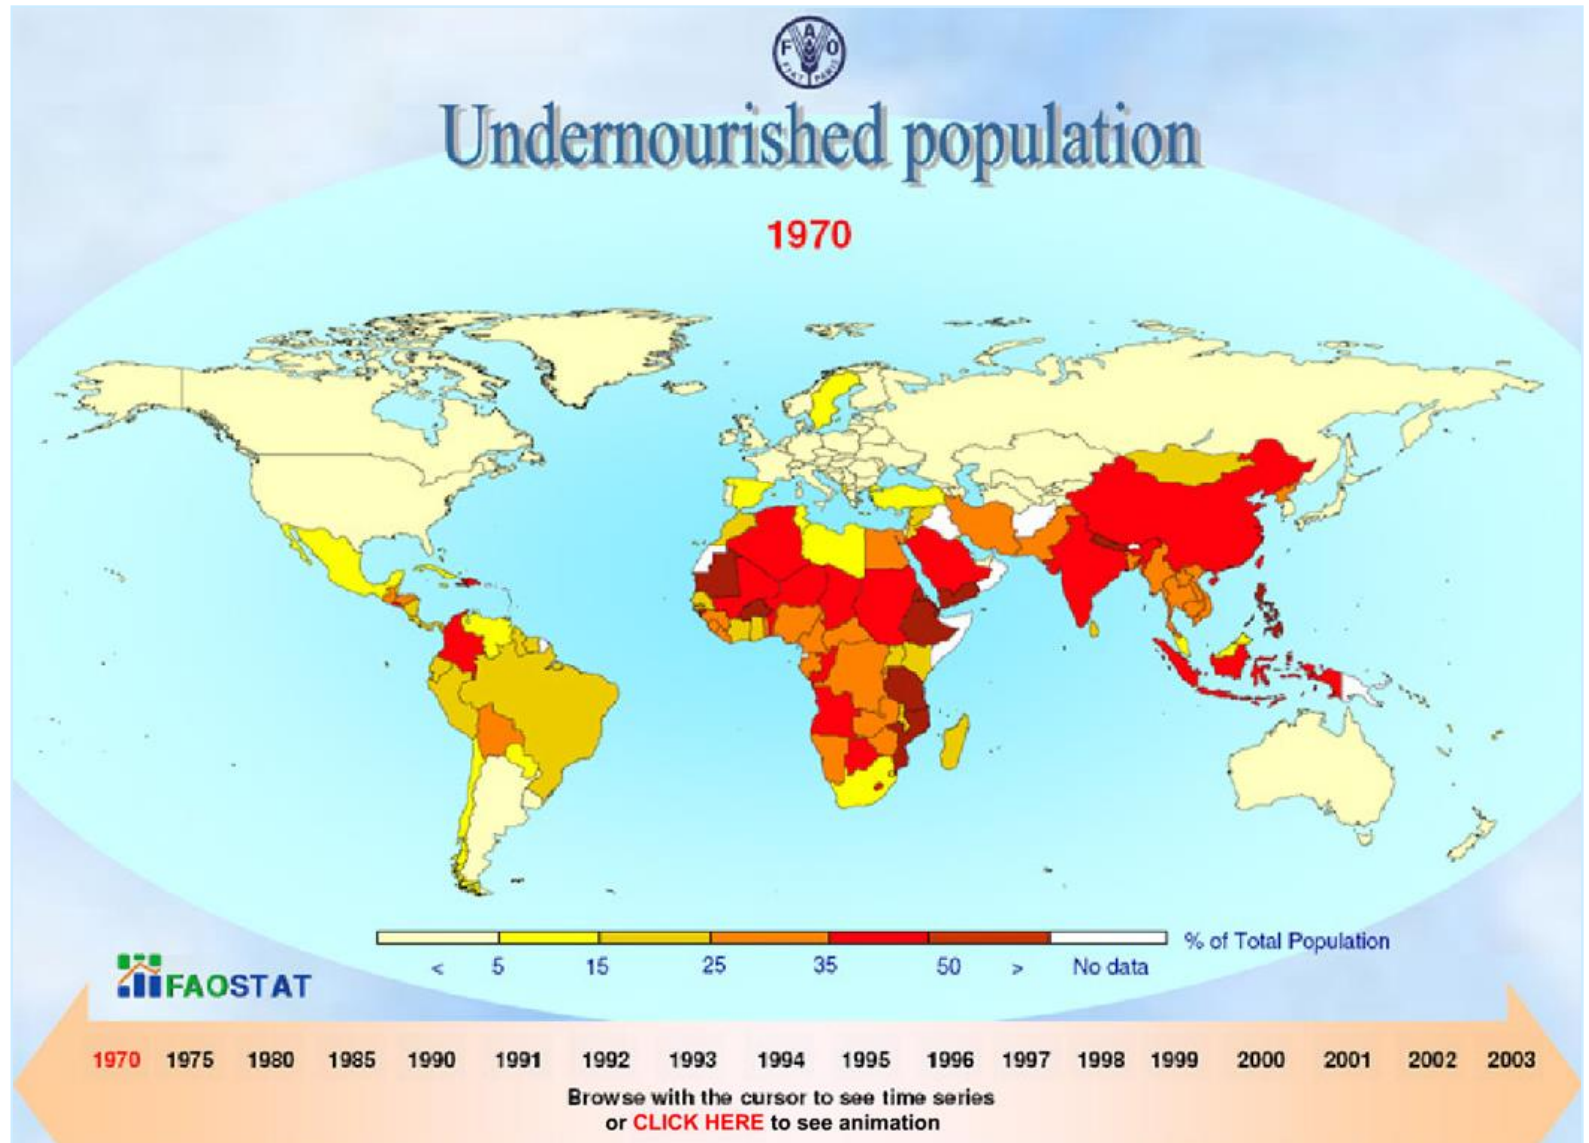 F A O
FIAT PANIS
Undernourished population
1970
% of Total Population
< 5 15 25 35 50 > No data
FAOSTAT
1970 1975 1980 1985 1990 1991 1992 1993 1994 1995 1996 1997 1998 1999 2000 2001 2002 2003
Browse with the cursor to see time series
or CLICK HERE to see animation